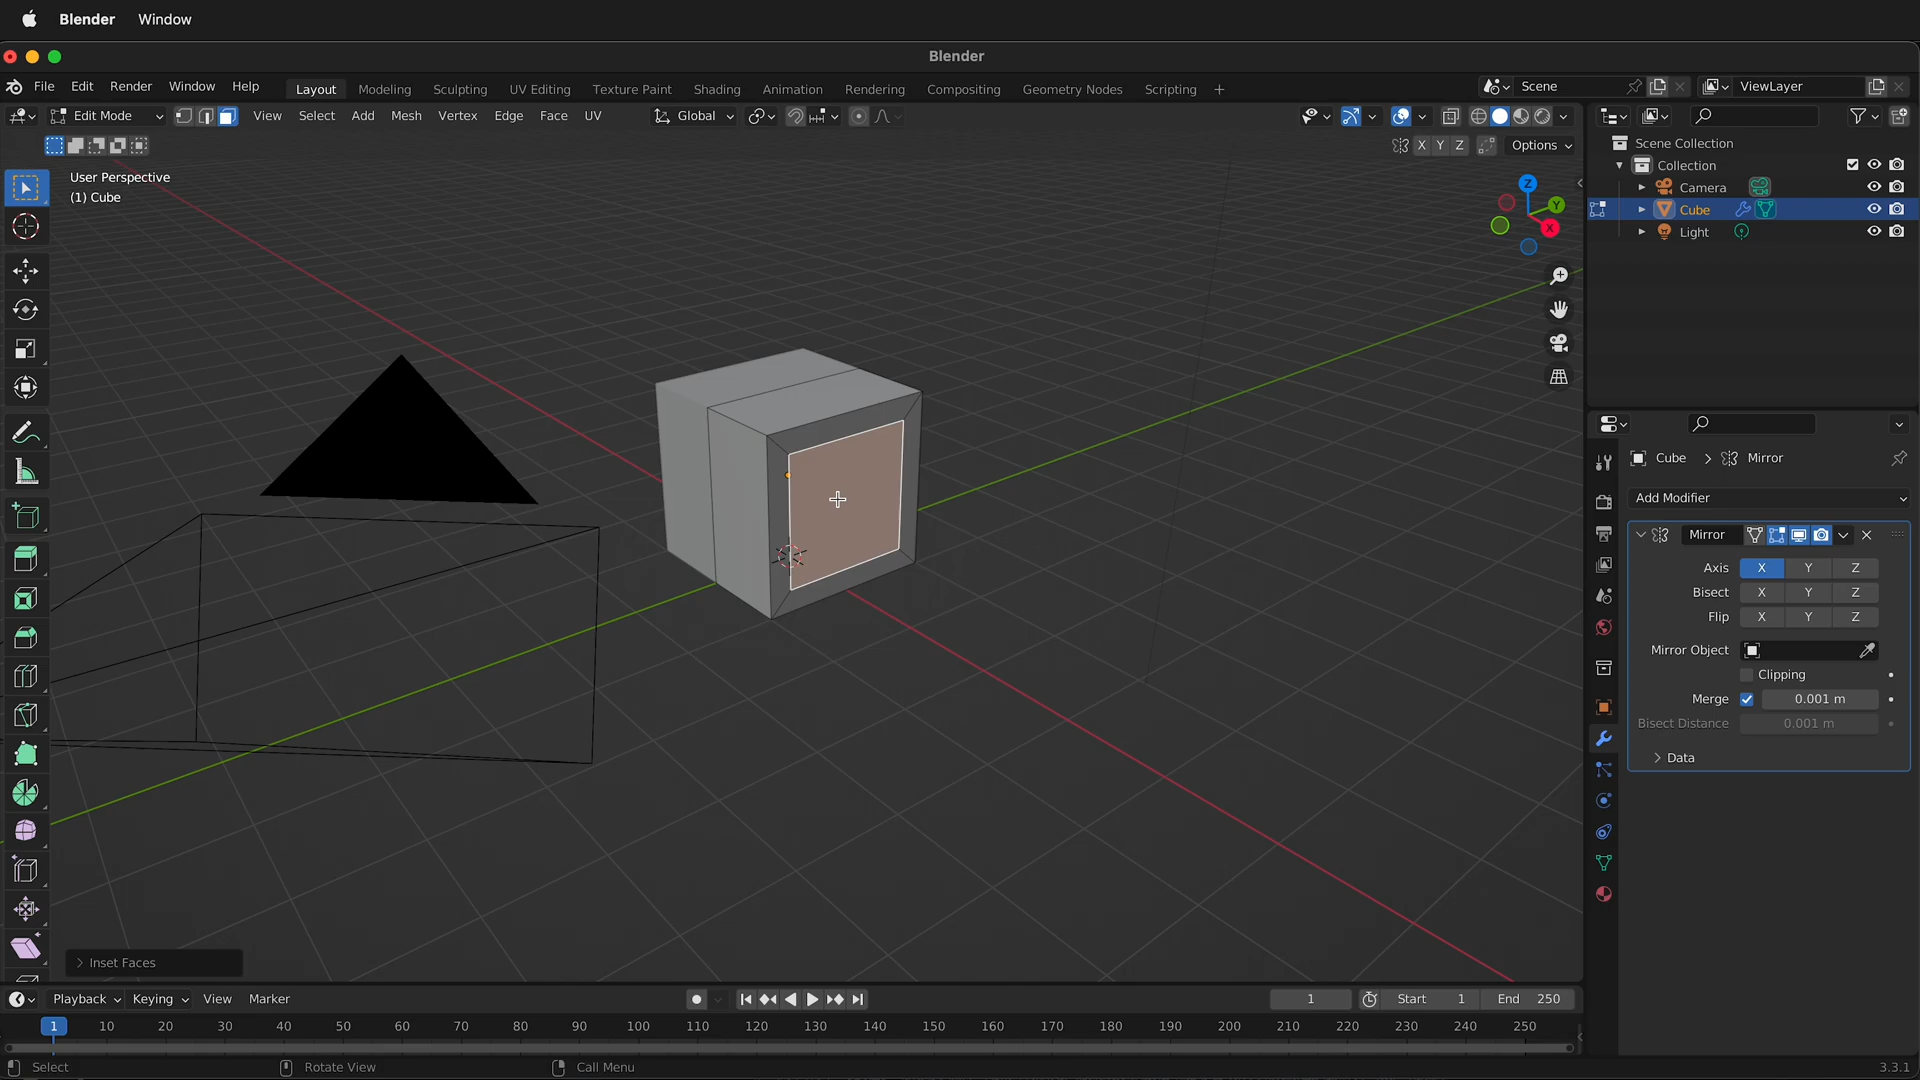 Blender Window
Blender
File Edit Render Window Help Layout Modeling Sculpting UV Editing Texture Paint Shading Animation Rendering Compositing Geometry Nodes Scripting + Scene ViewLayer
Edit Mode View Select Add Mesh Vertex Edge Face UV Global
X Y Z Options
User Perspective
(1) Cube
Z
Y
X
Scene Collection
Collection
Camera
Cube
Light
Cube > Mirror
Add Modifier
Mirror
Axis X Y Z
Bisect X Y Z
Flip X Y Z
Mirror Object
Clipping
Merge 0.001 m
Bisect Distance 0.001 m
> Data
> Inset Faces
Playback Keying View Marker 1 Start 1 End 250
1 10 20 30 40 50 60 70 80 90 100 110 120 130 140 150 160 170 180 190 200 210 220 230 240 250
Select Rotate View Call Menu 3.3.1